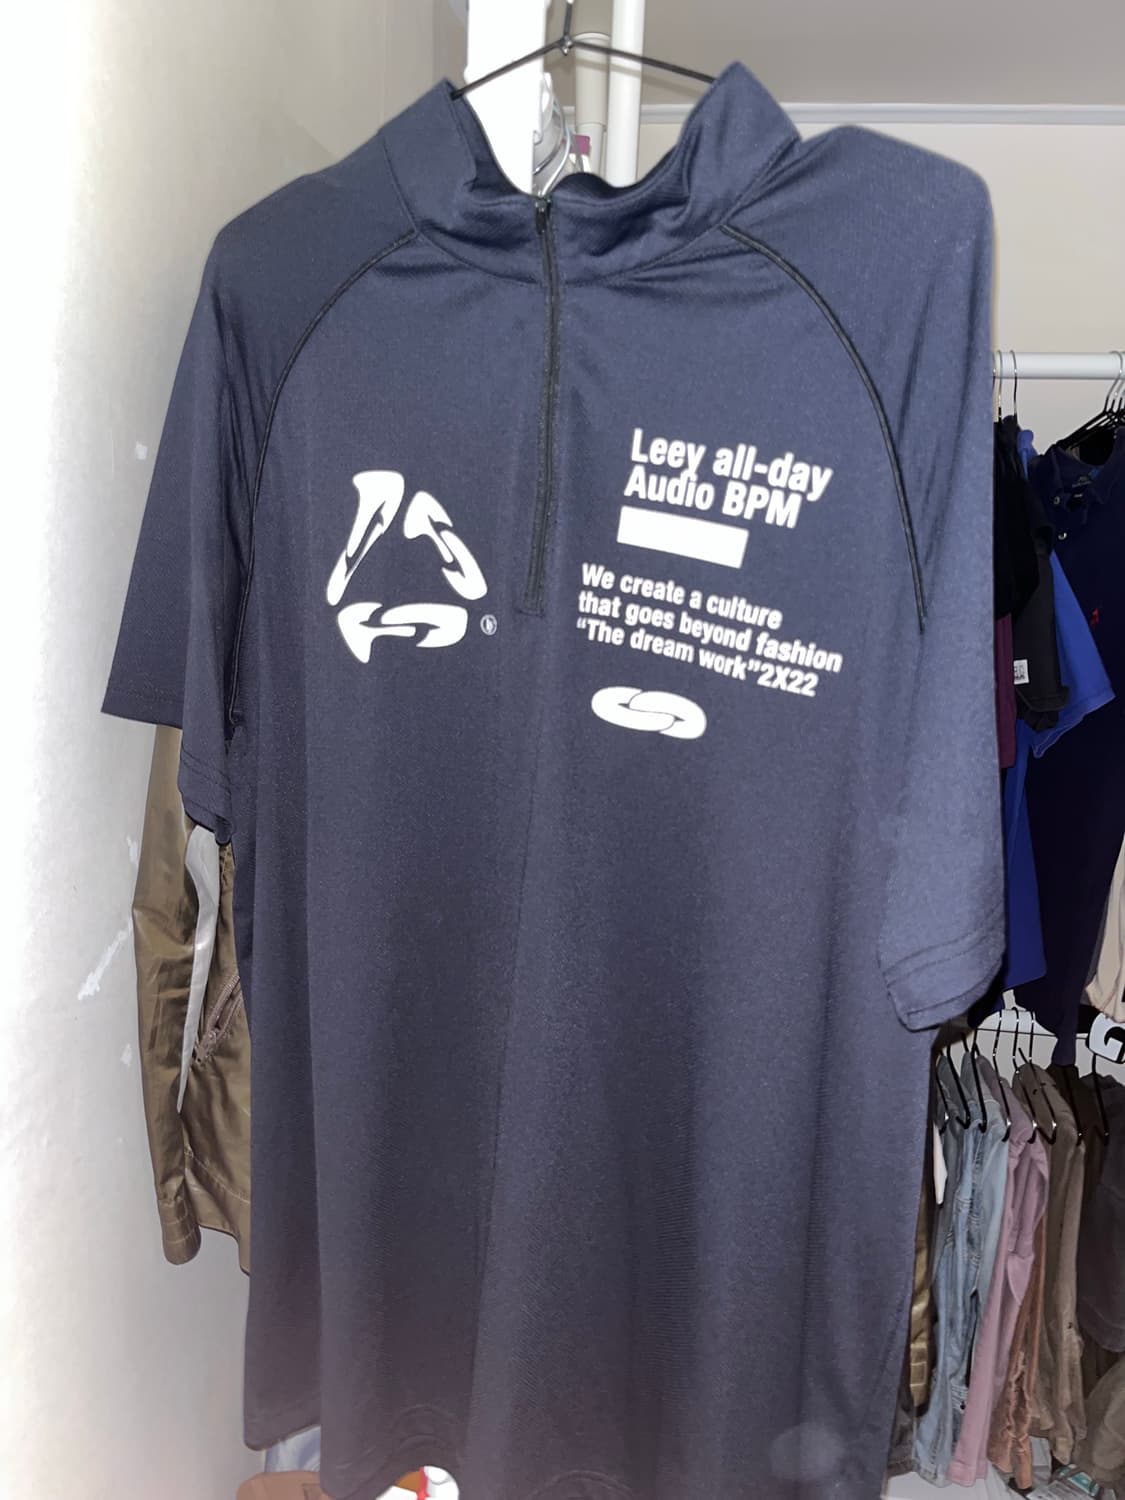 Leey all-day
Audio BPM
We create a culture
that goes beyond fashion
“The dream work”2X22